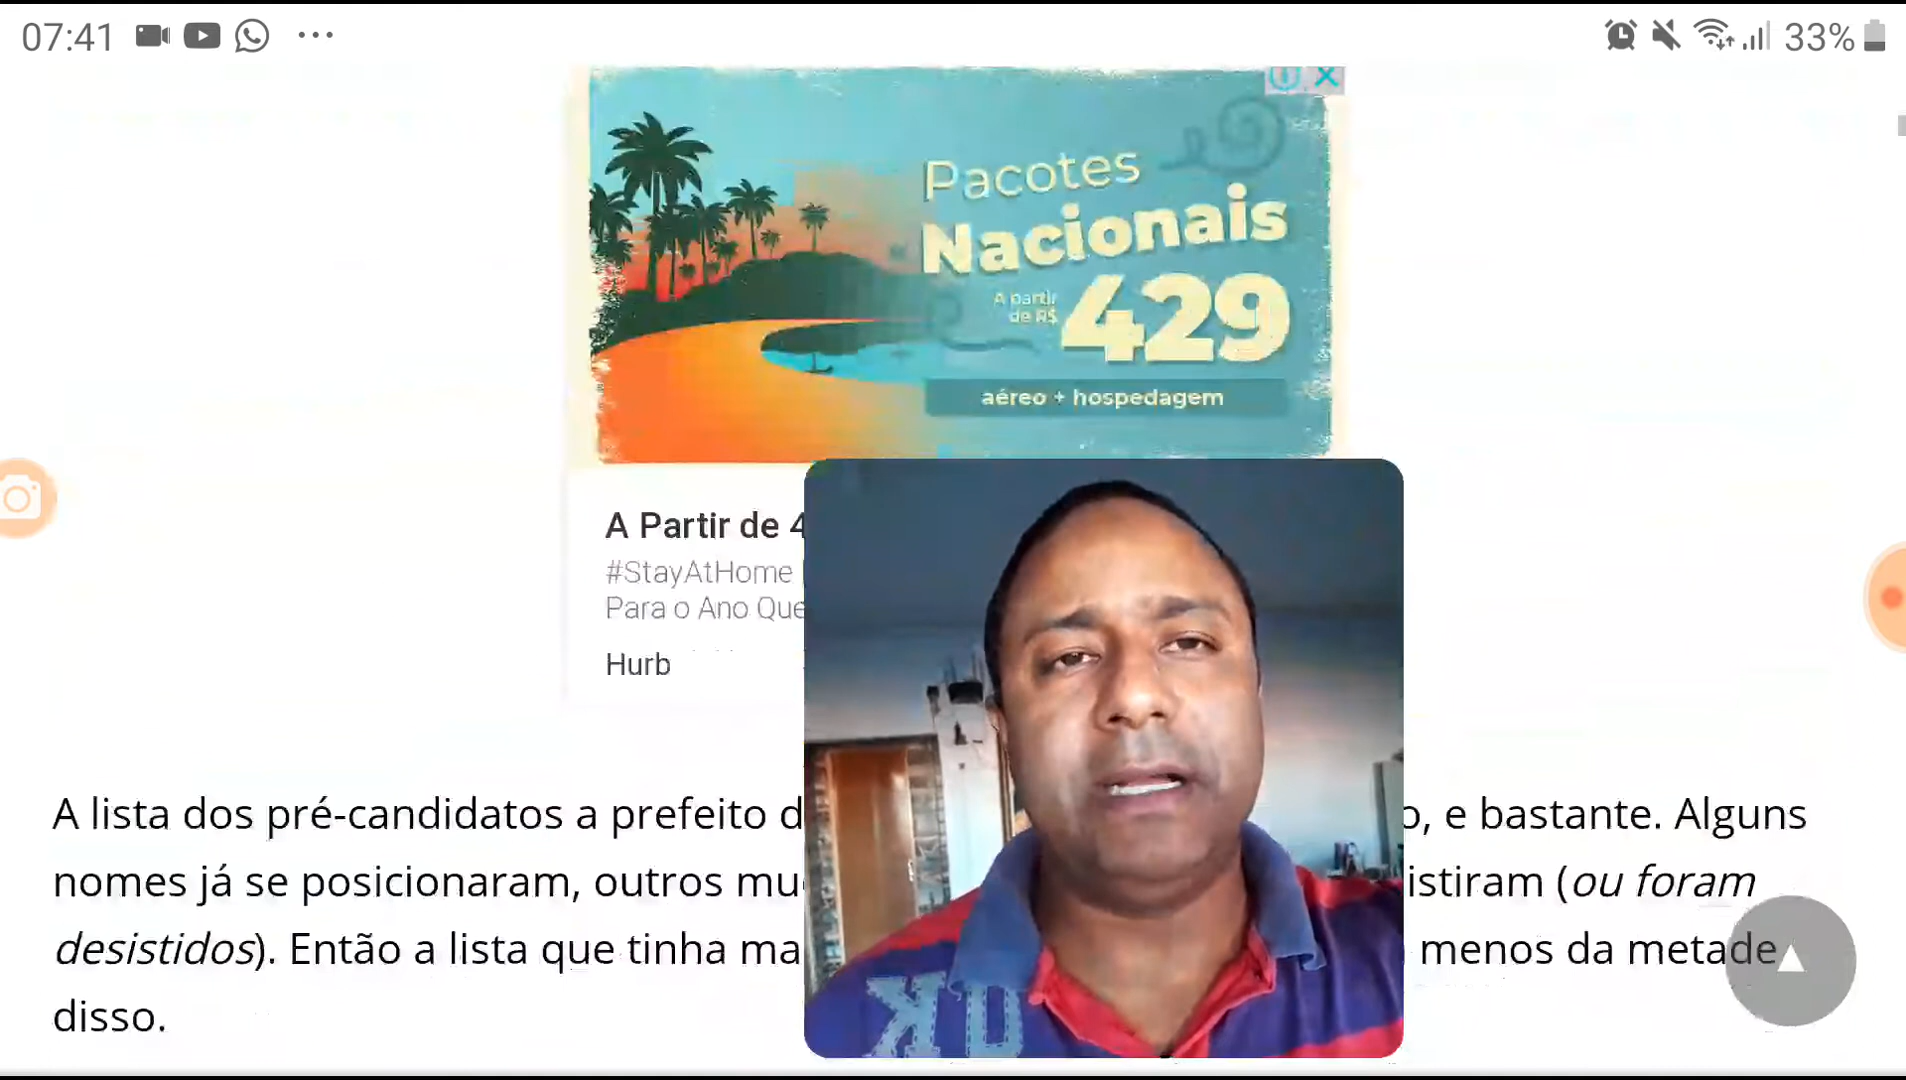 07:41
33%
Pacotes
Nacionais
A partir
de R$ 429
aéreo + hospedagem
A Partir de 4
#StayAtHome
Para o Ano Que
Hurb
A lista dos pré-candidatos a prefeito d o, e bastante. Alguns
nomes já se posicionaram, outros mu istiram (ou foram
desistidos). Então a lista que tinha ma menos da metade
disso.